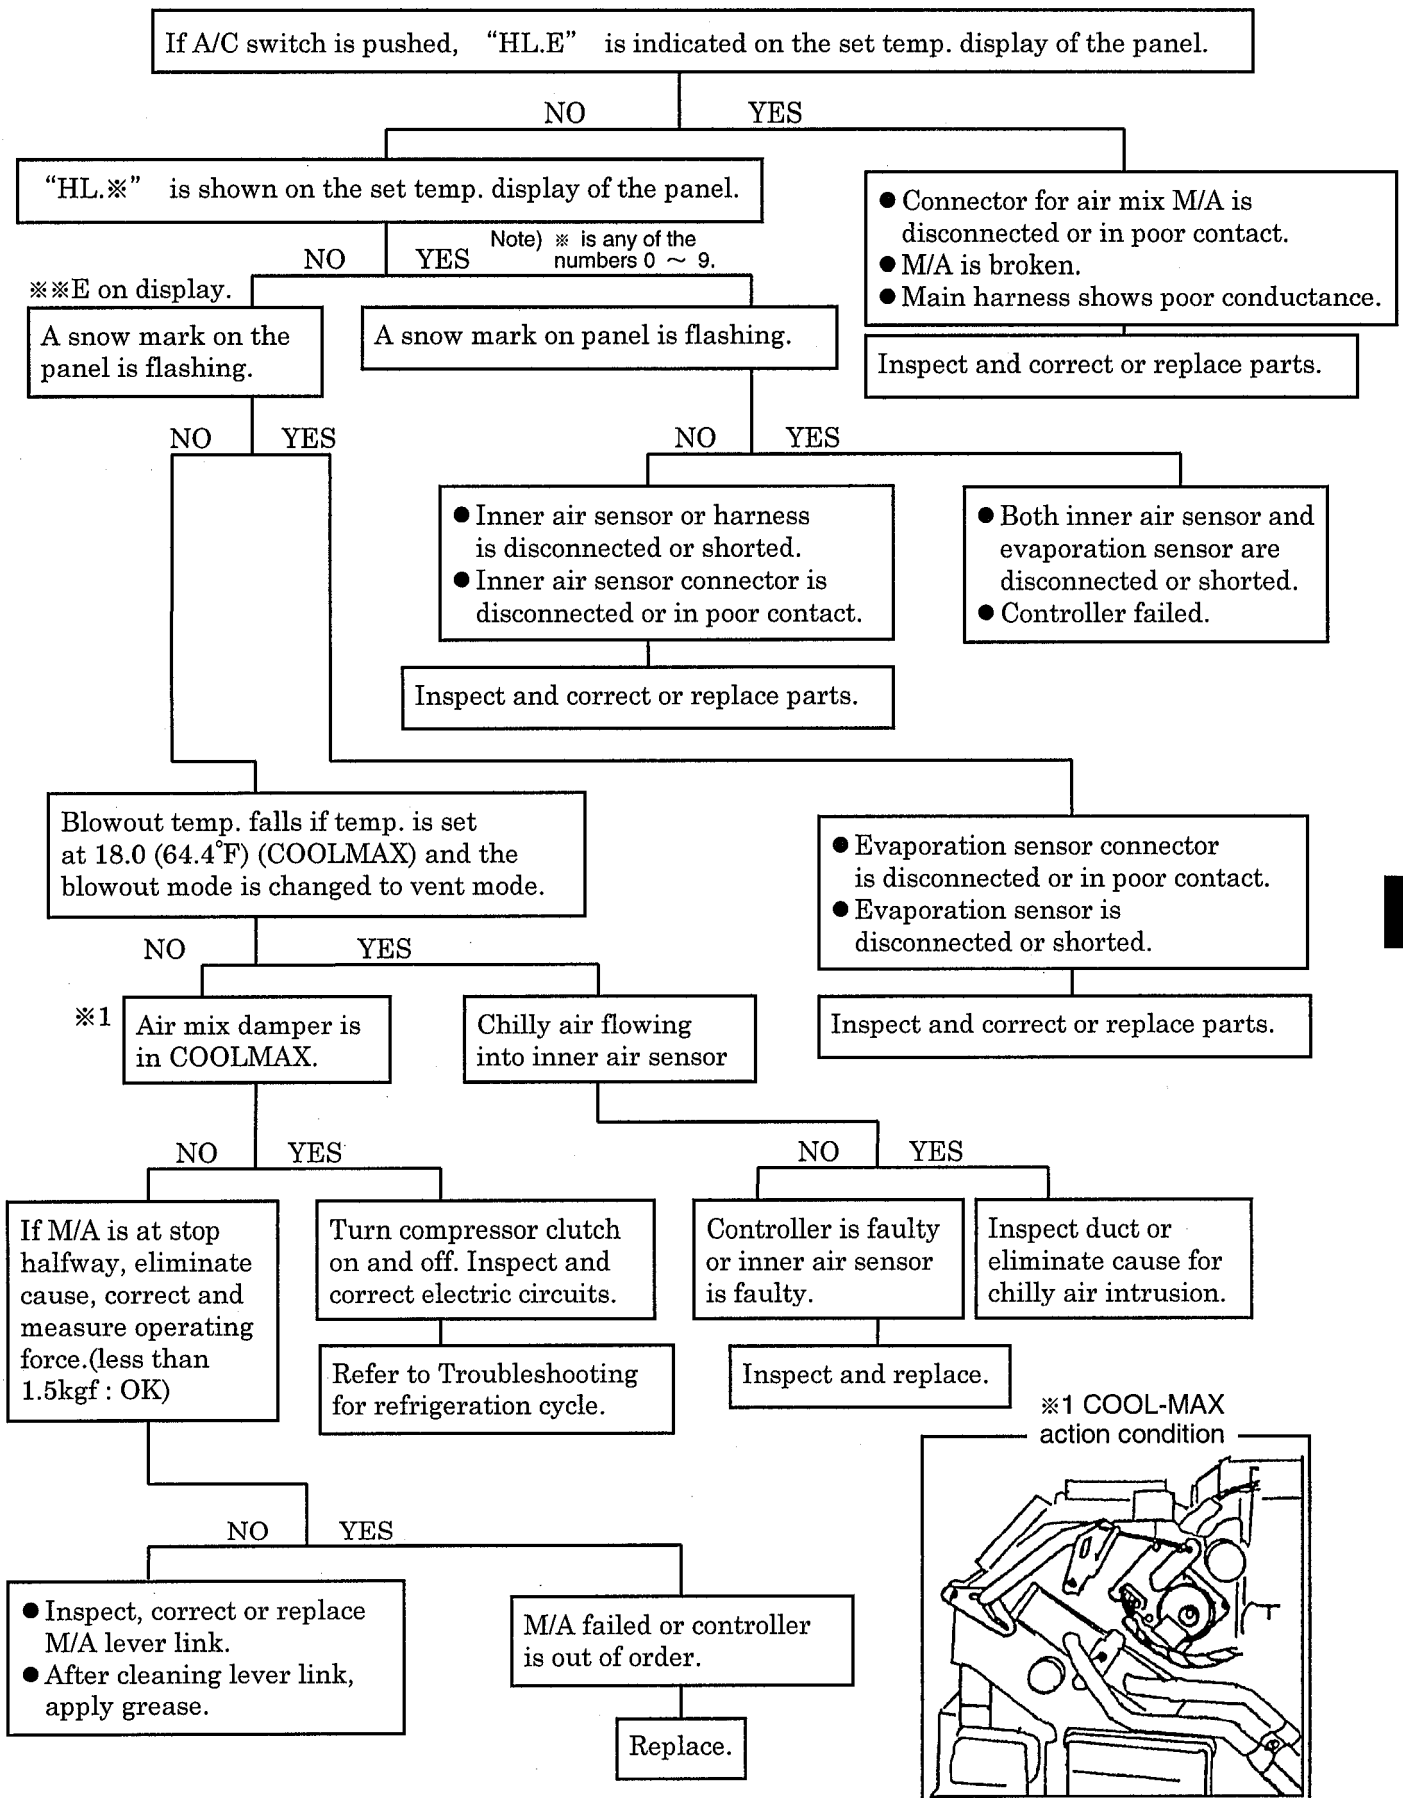 If A/C switch is pushed, “HL.E” is indicated on the set temp. display of the panel.
NO YES
“HL.※” is shown on the set temp. display of the panel.
● Connector for air mix M/A is
disconnected or in poor contact.
● M/A is broken.
● Main harness shows poor conductance.
Inspect and correct or replace parts.
NO YES
Note) ※ is any of the
numbers 0 ～ 9.
※※E on display.
A snow mark on the
panel is flashing.
A snow mark on panel is flashing.
NO YES
NO YES
● Inner air sensor or harness
is disconnected or shorted.
● Inner air sensor connector is
disconnected or in poor contact.
Inspect and correct or replace parts.
● Both inner air sensor and
evaporation sensor are
disconnected or shorted.
● Controller failed.
Blowout temp. falls if temp. is set
at 18.0 (64.4°F) (COOLMAX) and the
blowout mode is changed to vent mode.
● Evaporation sensor connector
is disconnected or in poor contact.
● Evaporation sensor is
disconnected or shorted.
Inspect and correct or replace parts.
NO YES
※1
Air mix damper is
in COOLMAX.
Chilly air flowing
into inner air sensor
NO YES
NO YES
If M/A is at stop
halfway, eliminate
cause, correct and
measure operating
force.(less than
1.5kgf : OK)
Turn compressor clutch
on and off. Inspect and
correct electric circuits.
Refer to Troubleshooting
for refrigeration cycle.
Controller is faulty
or inner air sensor
is faulty.
Inspect and replace.
Inspect duct or
eliminate cause for
chilly air intrusion.
NO YES
● Inspect, correct or replace
M/A lever link.
● After cleaning lever link,
apply grease.
M/A failed or controller
is out of order.
Replace.
※1 COOL-MAX
action condition